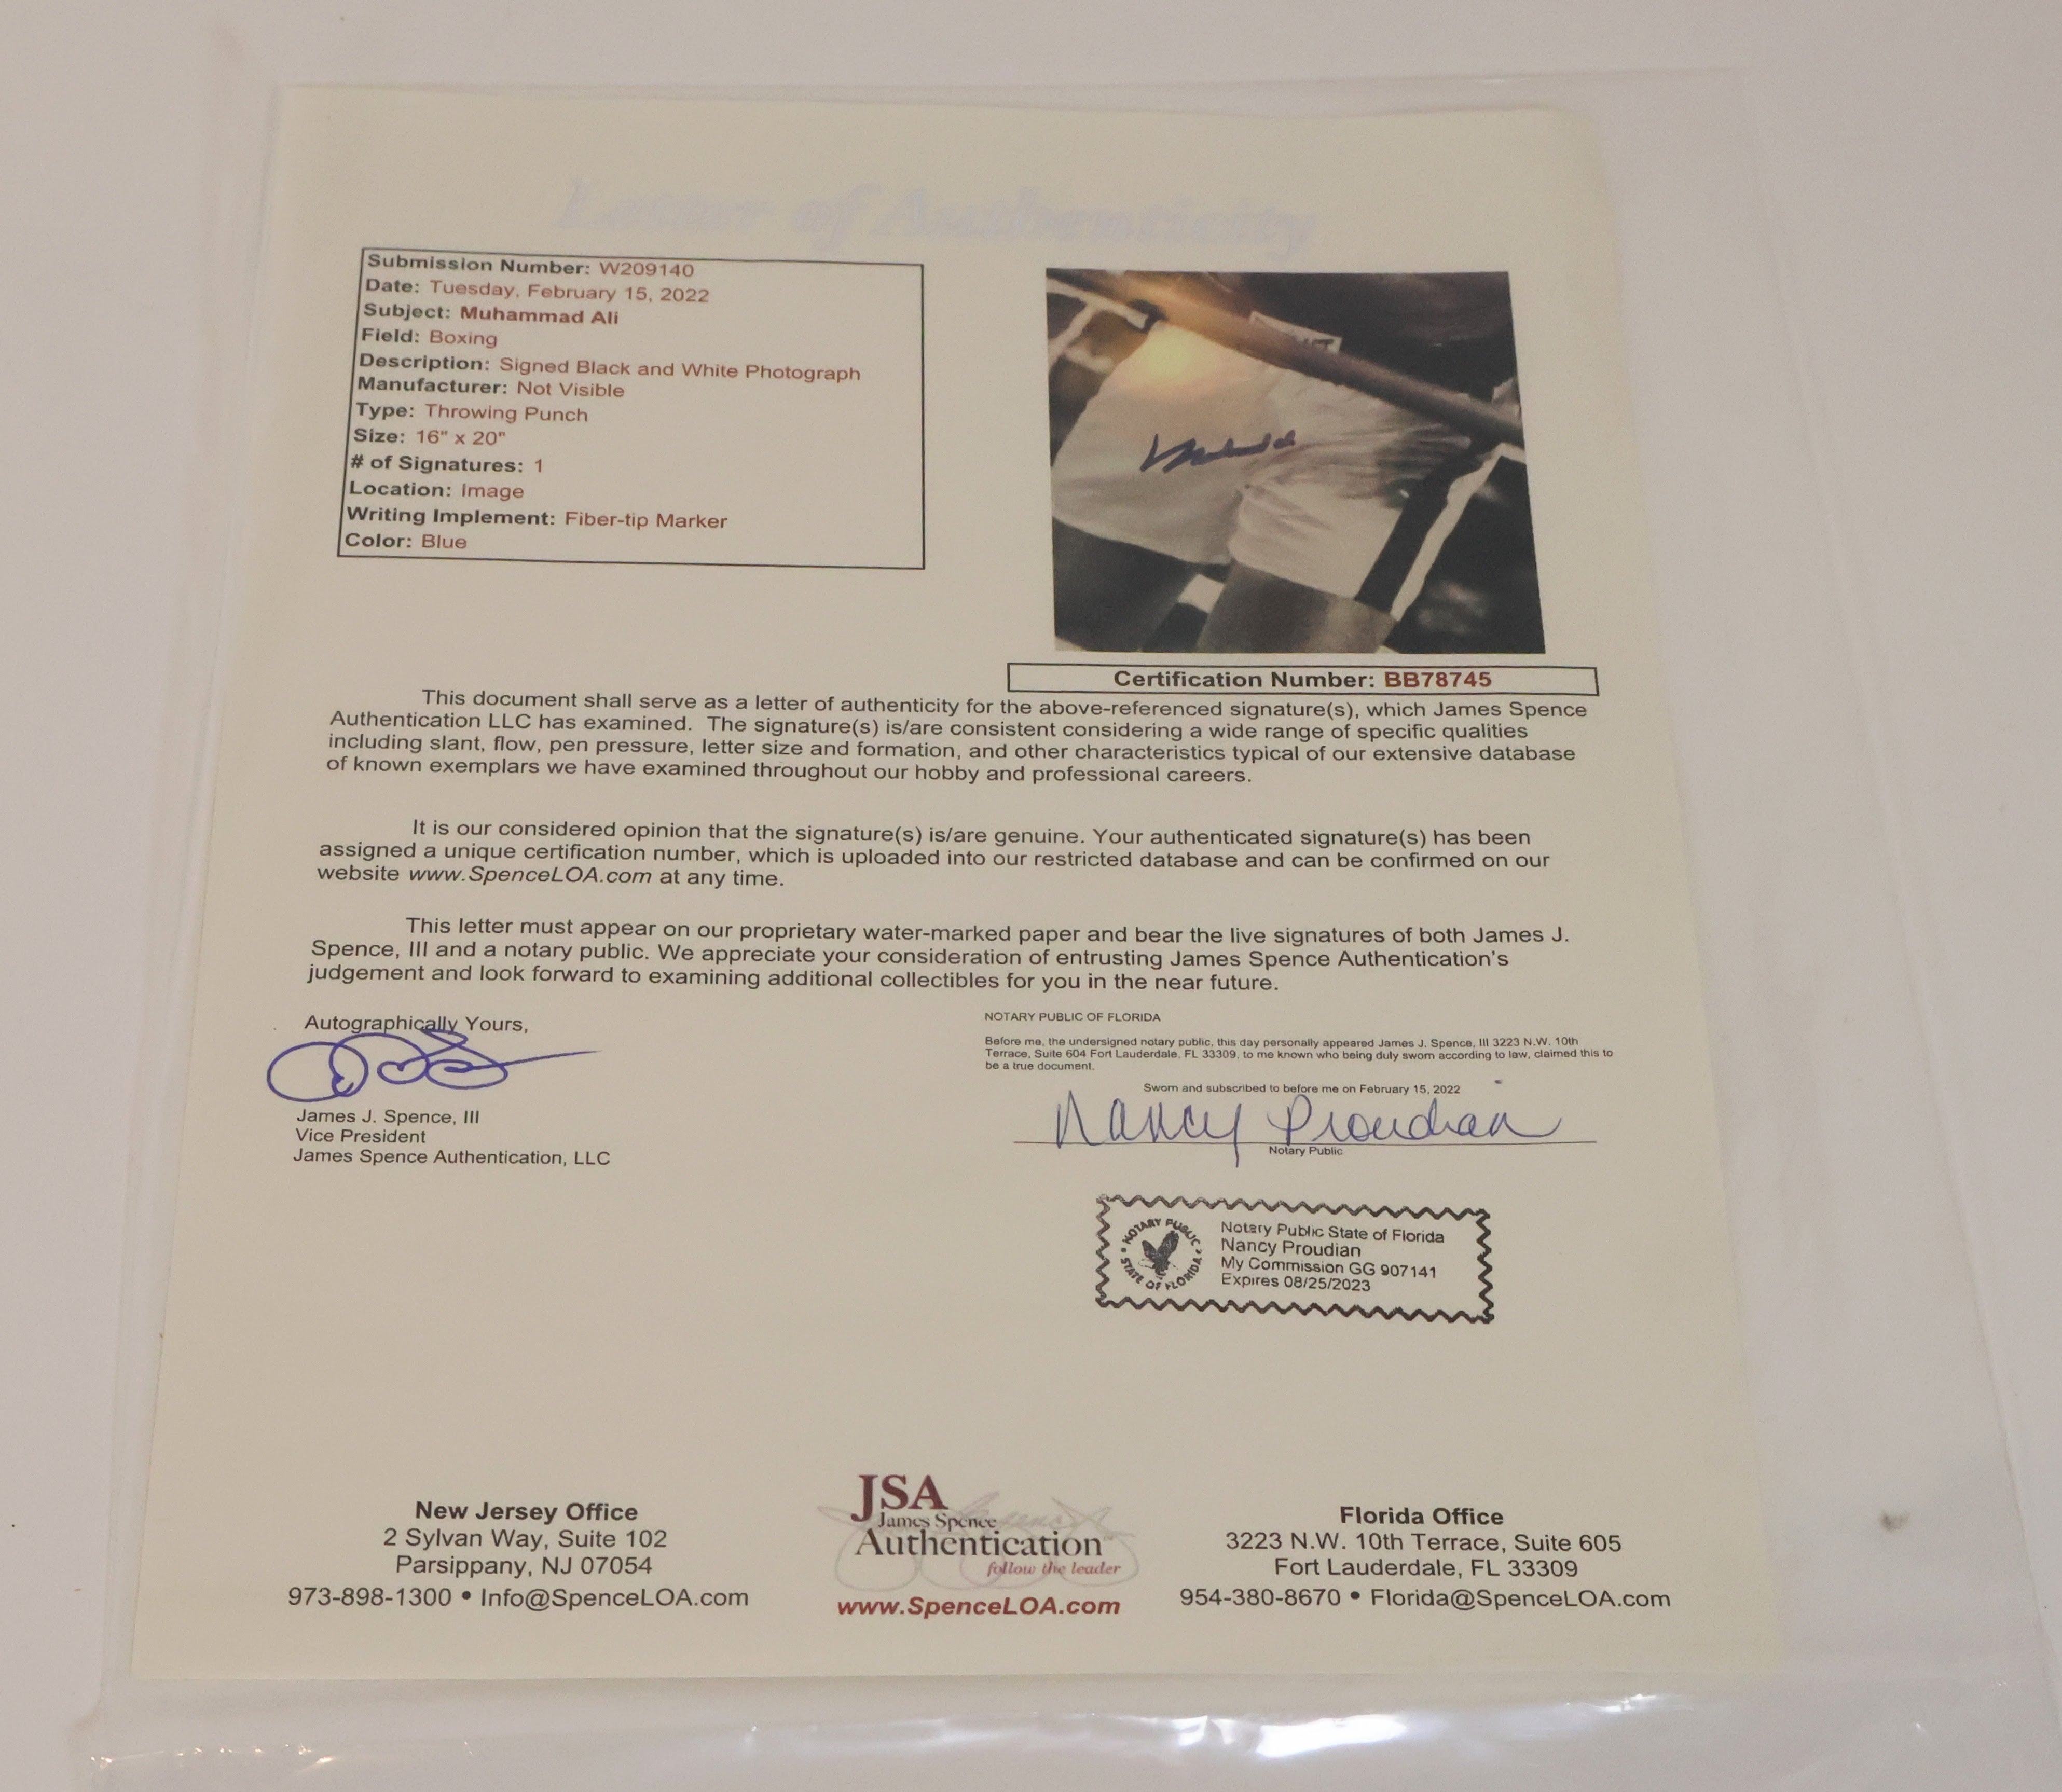 Letter of Authenticity
Submission Number: W209140
Date: Tuesday, February 15, 2022
Subject: Muhammad Ali
Field: Boxing
Description: Signed Black and White Photograph
Manufacturer: Not Visible
Type: Throwing Punch
Size: 16" x 20"
# of Signatures: 1
Location: Image
Writing Implement: Fiber-tip Marker
Color: Blue
Certification Number: BB78745
This document shall serve as a letter of authenticity for the above-referenced signature(s), which James Spence
Authentication LLC has examined. The signature(s) is/are consistent considering a wide range of specific qualities
including slant, flow, pen pressure, letter size and formation, and other characteristics typical of our extensive database
of known exemplars we have examined throughout our hobby and professional careers.
It is our considered opinion that the signature(s) is/are genuine. Your authenticated signature(s) has been
assigned a unique certification number, which is uploaded into our restricted database and can be confirmed on our
website www.SpenceLOA.com at any time.
This letter must appear on our proprietary water-marked paper and bear the live signatures of both James J.
Spence, III and a notary public. We appreciate your consideration of entrusting James Spence Authentication's
judgement and look forward to examining additional collectibles for you in the near future.
Autographically Yours,
James J. Spence, III
Vice President
James Spence Authentication, LLC
NOTARY PUBLIC OF FLORIDA
Before me, the undersigned notary public, this day personally appeared James J. Spence, III 3223 N.W. 10th
Terrace, Suite 604 Fort Lauderdale, FL 33309, to me known who being duly sworn according to law, claimed this to
be a true document.
Sworn and subscribed to before me on February 15, 2022
Nancy Proudian
Notary Public
NOTARY PUBLIC
STATE OF FLORIDA
Notary Public State of Florida
Nancy Proudian
My Commission GG 907141
Expires 08/25/2023
New Jersey Office
2 Sylvan Way, Suite 102
Parsippany, NJ 07054
973-898-1300 • Info@SpenceLOA.com
JSA
James Spence
Authentication
follow the leader
www.SpenceLOA.com
Florida Office
3223 N.W. 10th Terrace, Suite 605
Fort Lauderdale, FL 33309
954-380-8670 • Florida@SpenceLOA.com